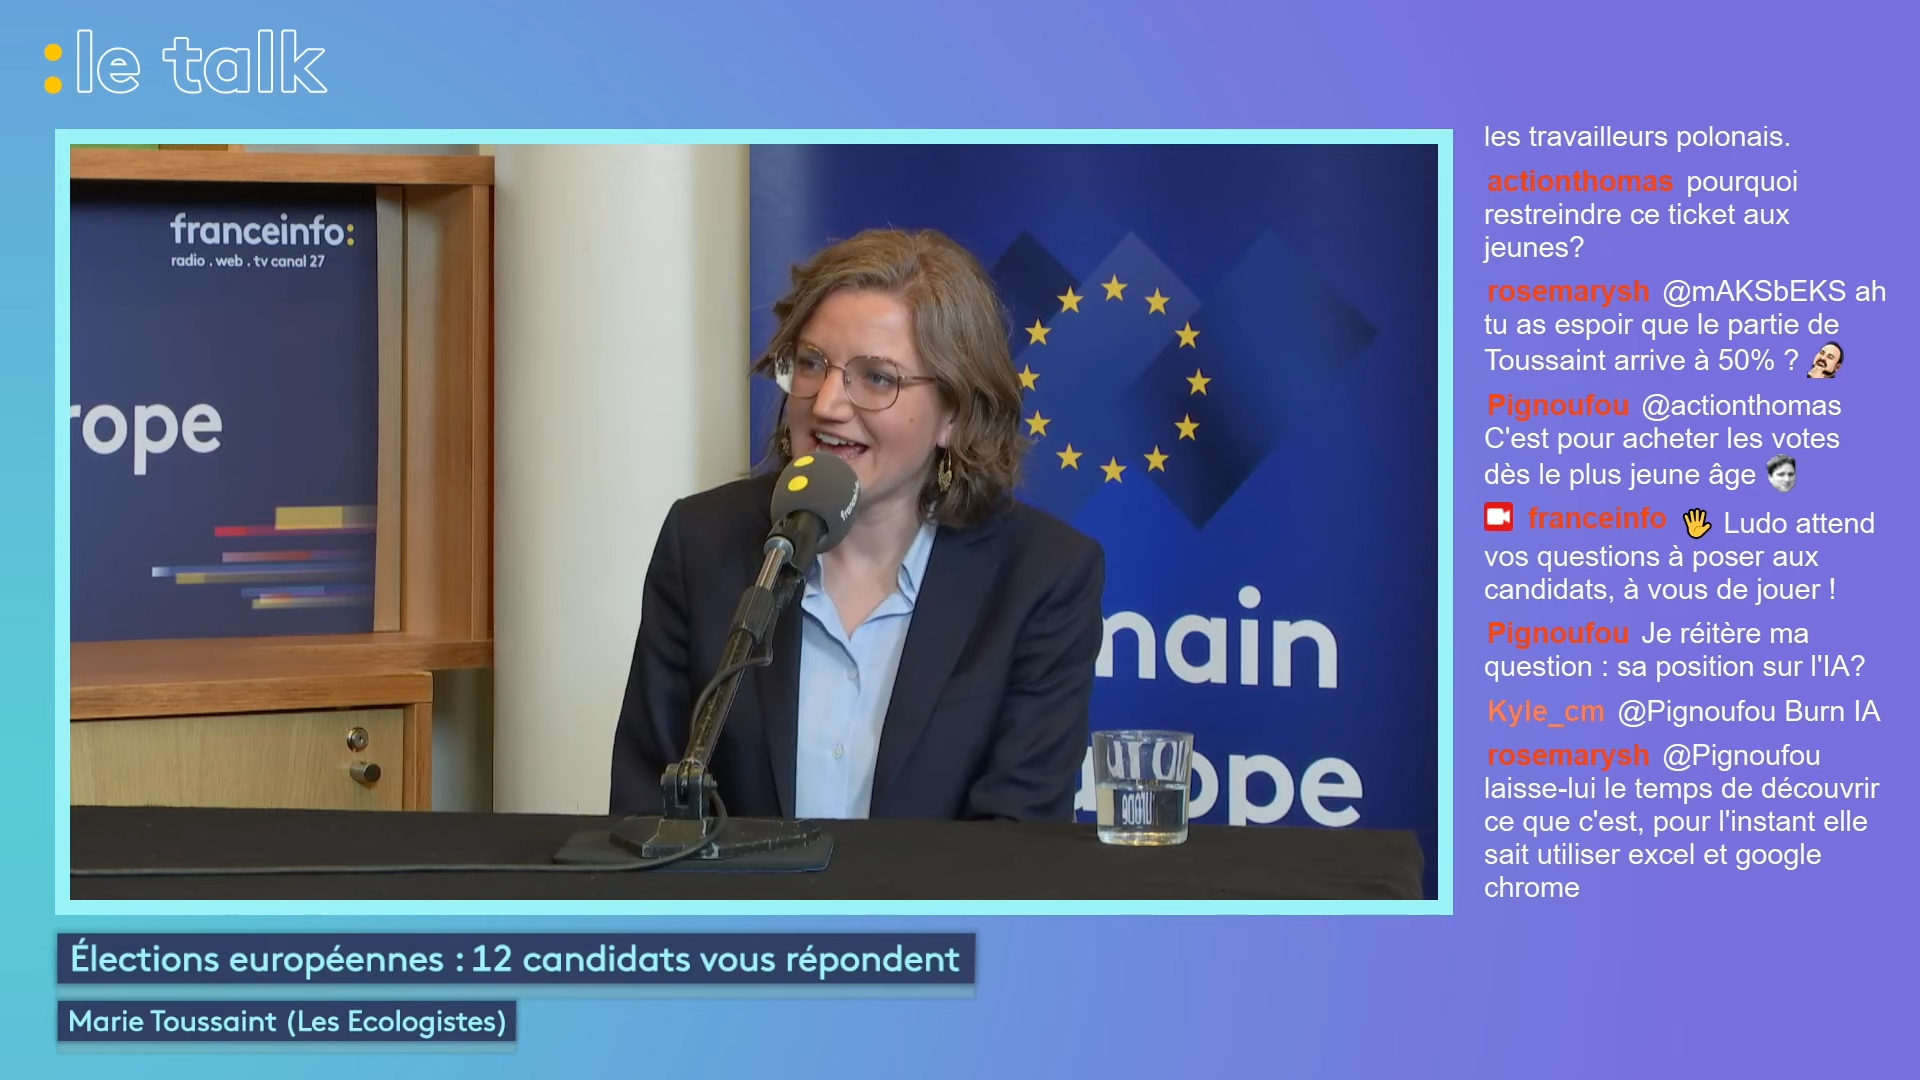 :le talk
franceinfo:
radio . web . tv canal 27
rope
main
urope
les travailleurs polonais.
actionthomas pourquoi
restreindre ce ticket aux
jeunes?
rosemarysh @mAKSbEKS ah
tu as espoir que le partie de
Toussaint arrive à 50% ?
Pignoufou @actionthomas
C'est pour acheter les votes
dès le plus jeune âge
franceinfo 🖐 Ludo attend
vos questions à poser aux
candidats, à vous de jouer !
Pignoufou Je réitère ma
question : sa position sur l'IA?
Kyle_cm @Pignoufou Burn IA
rosemarysh @Pignoufou
laisse-lui le temps de découvrir
ce que c'est, pour l'instant elle
sait utiliser excel et google
chrome
Élections européennes : 12 candidats vous répondent
Marie Toussaint (Les Ecologistes)